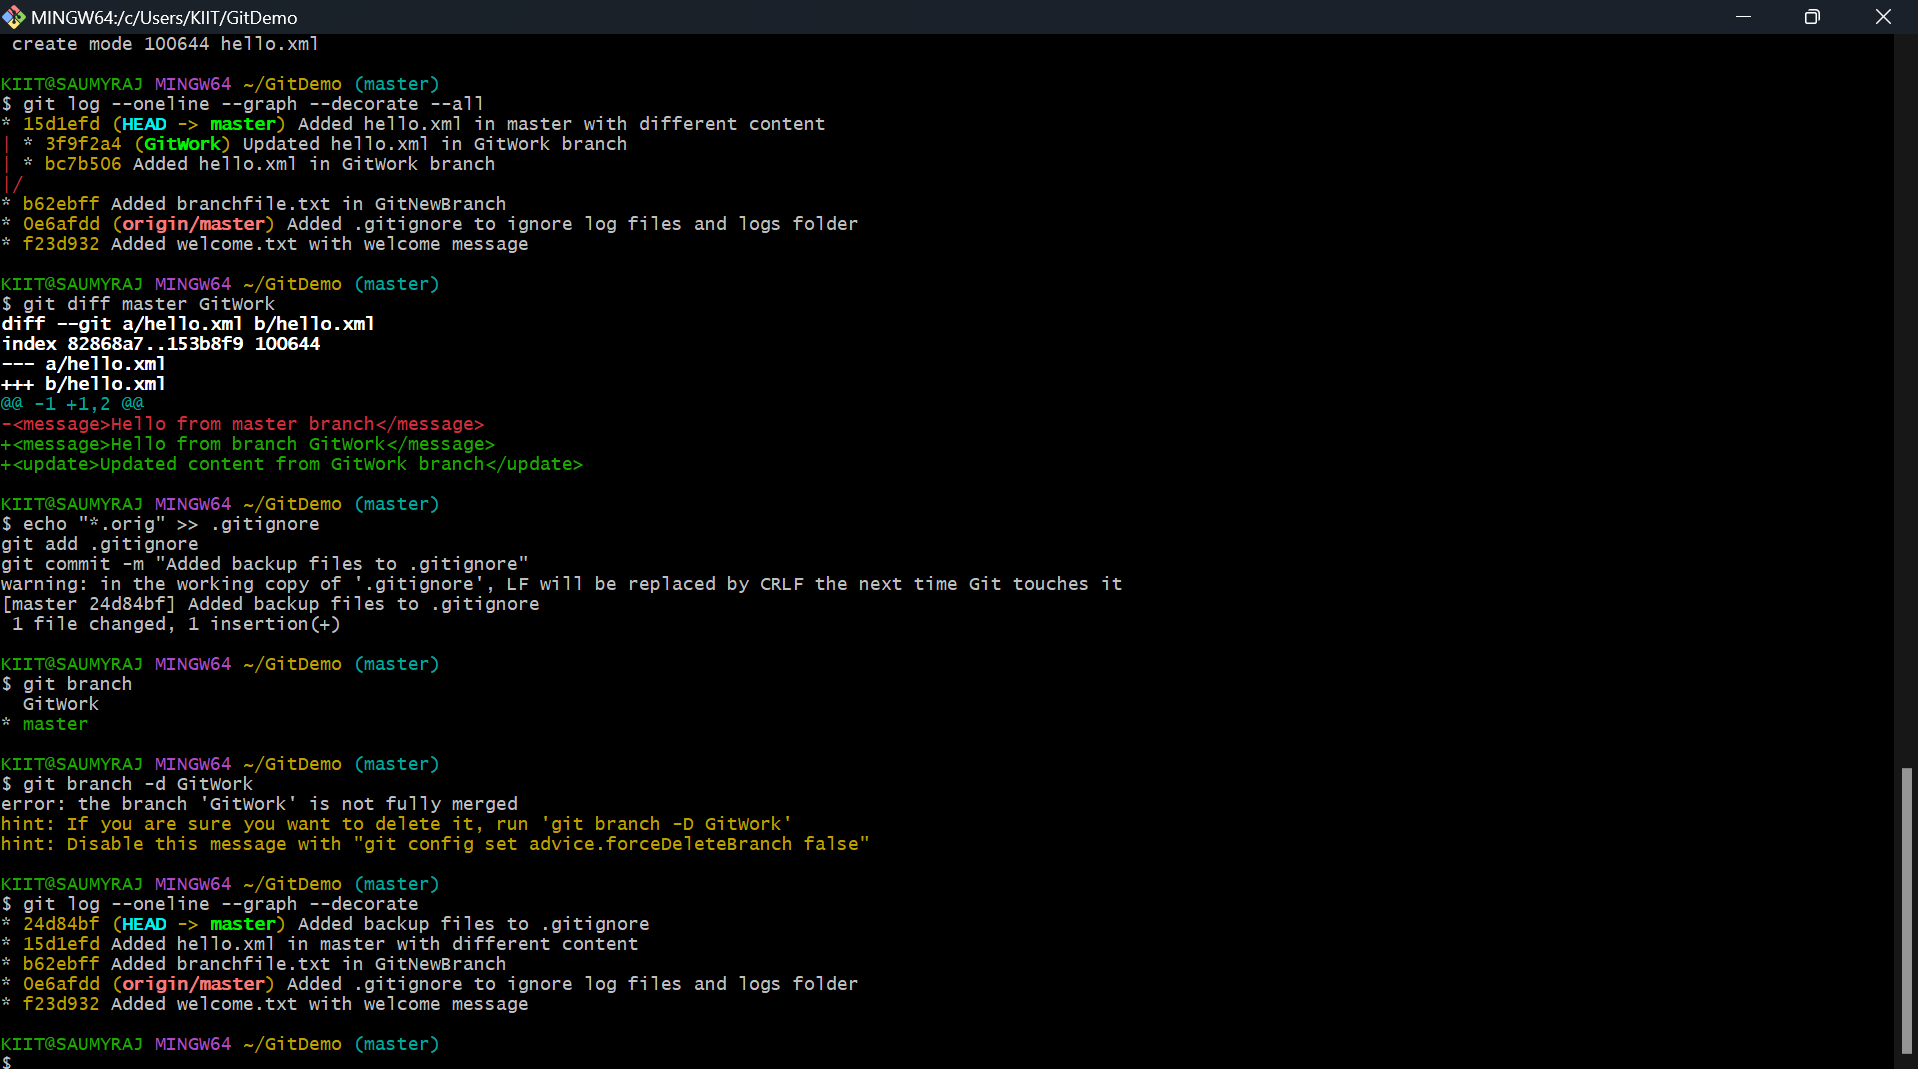 MINGW64:/c/Users/KIIT/GitDemo
 create mode 100644 hello.xml
KIIT@SAUMYRAJ MINGW64 ~/GitDemo (master)
$ git log --oneline --graph --decorate --all
* 15d1efd (HEAD -> master) Added hello.xml in master with different content
| * 3f9f2a4 (GitWork) Updated hello.xml in GitWork branch
| * bc7b506 Added hello.xml in GitWork branch
|/
* b62ebff Added branchfile.txt in GitNewBranch
* 0e6afdd (origin/master) Added .gitignore to ignore log files and logs folder
* f23d932 Added welcome.txt with welcome message
KIIT@SAUMYRAJ MINGW64 ~/GitDemo (master)
$ git diff master GitWork
diff --git a/hello.xml b/hello.xml
index 82868a7..153b8f9 100644
--- a/hello.xml
+++ b/hello.xml
@@ -1 +1,2 @@
-<message>Hello from master branch</message>
+<message>Hello from branch GitWork</message>
+<update>Updated content from GitWork branch</update>
KIIT@SAUMYRAJ MINGW64 ~/GitDemo (master)
$ echo "*.orig" >> .gitignore
git add .gitignore
git commit -m "Added backup files to .gitignore"
warning: in the working copy of '.gitignore', LF will be replaced by CRLF the next time Git touches it
[master 24d84bf] Added backup files to .gitignore
 1 file changed, 1 insertion(+)
KIIT@SAUMYRAJ MINGW64 ~/GitDemo (master)
$ git branch
  GitWork
* master
KIIT@SAUMYRAJ MINGW64 ~/GitDemo (master)
$ git branch -d GitWork
error: the branch 'GitWork' is not fully merged
hint: If you are sure you want to delete it, run 'git branch -D GitWork'
hint: Disable this message with "git config set advice.forceDeleteBranch false"
KIIT@SAUMYRAJ MINGW64 ~/GitDemo (master)
$ git log --oneline --graph --decorate
* 24d84bf (HEAD -> master) Added backup files to .gitignore
* 15d1efd Added hello.xml in master with different content
* b62ebff Added branchfile.txt in GitNewBranch
* 0e6afdd (origin/master) Added .gitignore to ignore log files and logs folder
* f23d932 Added welcome.txt with welcome message
KIIT@SAUMYRAJ MINGW64 ~/GitDemo (master)
$